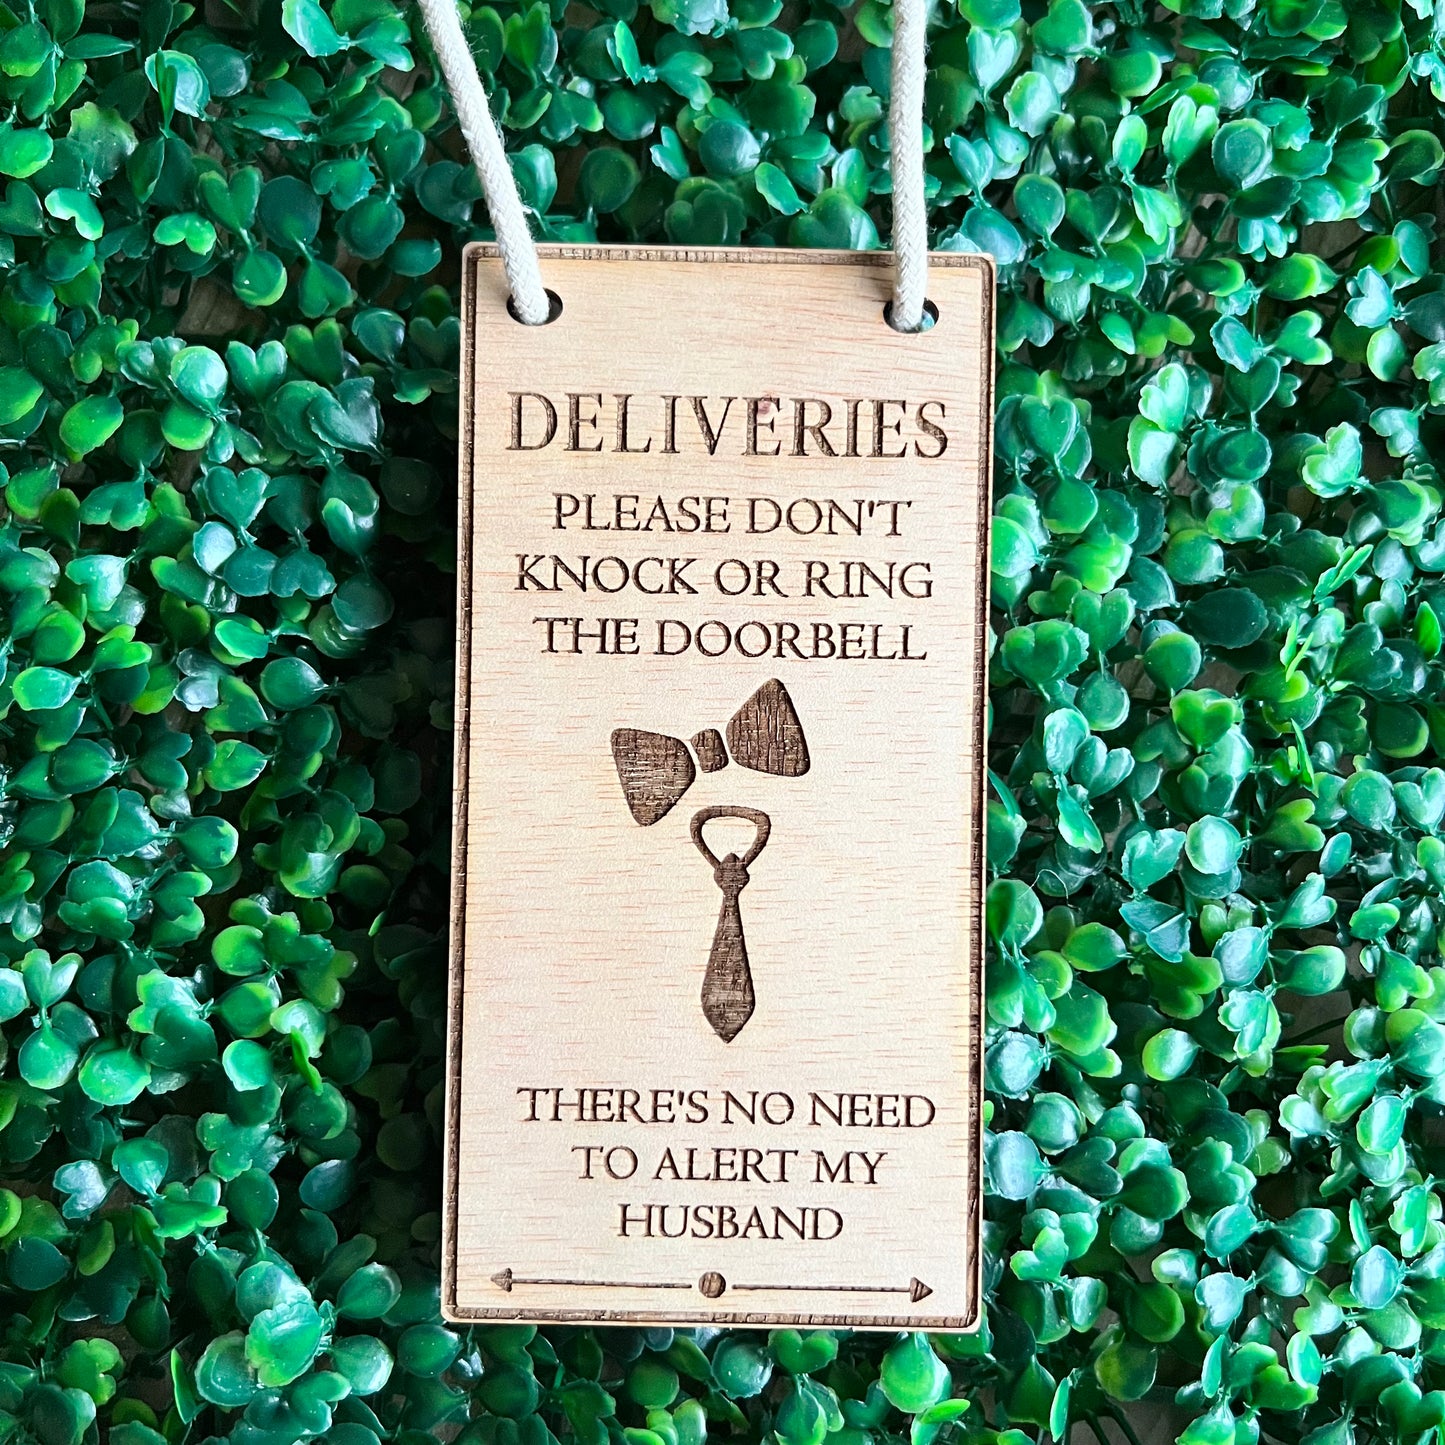 DELIVERIES
PLEASE DON'T
KNOCK OR RING
THE DOORBELL
THERE'S NO NEED
TO ALERT MY
HUSBAND